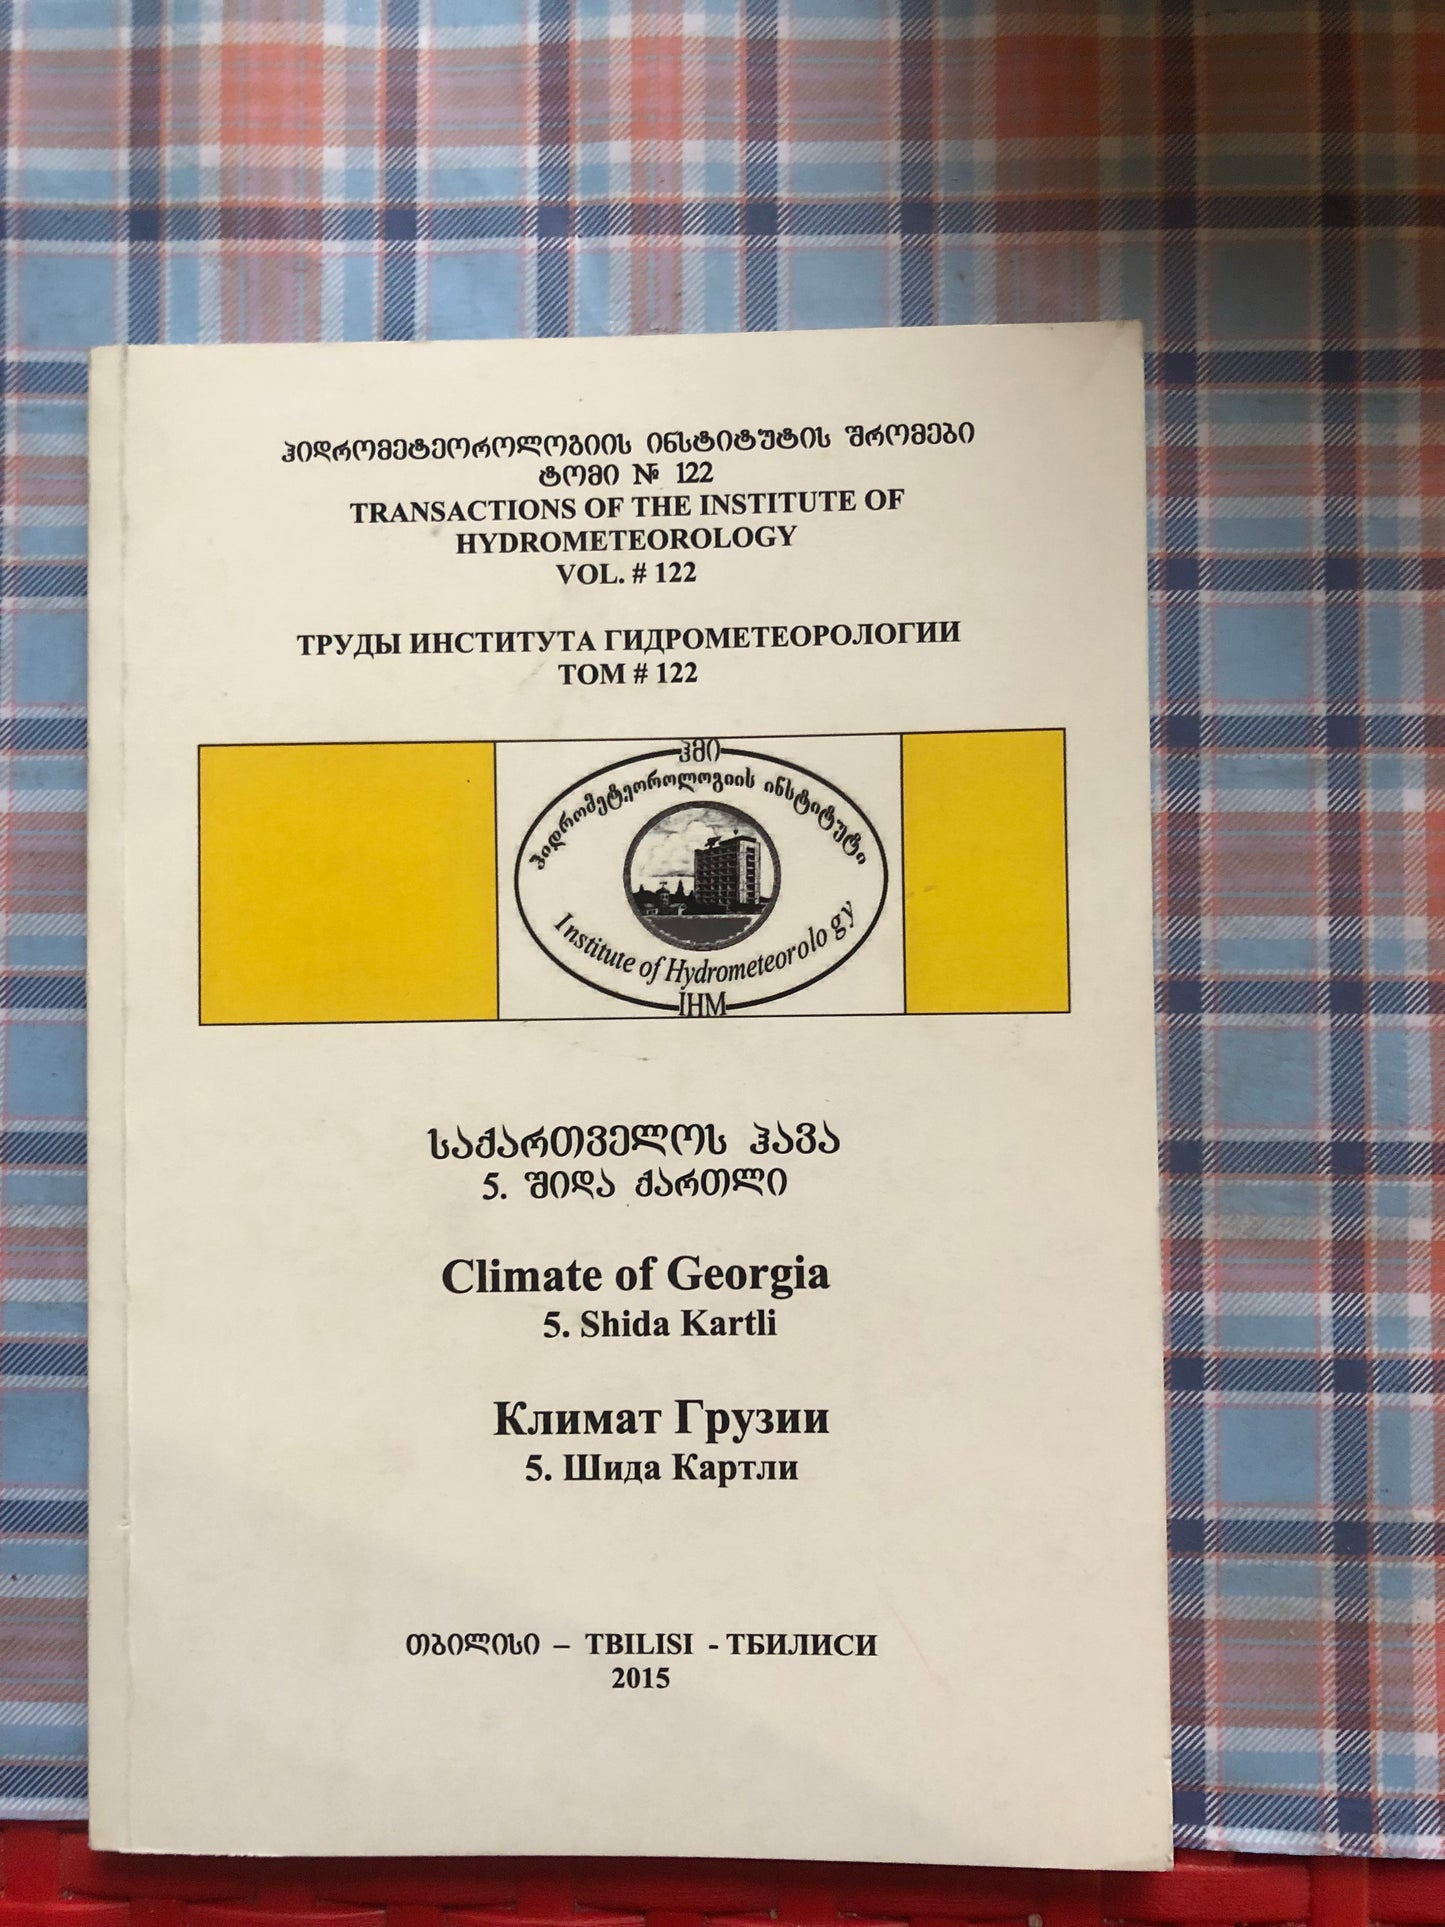 ჰიდრომეტეოროლოგიის ინსტიტუტის შრომები
ტომი № 122
TRANSACTIONS OF THE INSTITUTE OF
HYDROMETEOROLOGY
VOL. # 122
ТРУДЫ ИНСТИТУТА ГИДРОМЕТЕОРОЛОГИИ
ТОМ # 122
ჰმი
ჰიდრომეტეოროლოგიის ინსტიტუტი
Institute of Hydrometeorology
IHM
საქართველოს ჰავა
5. შიდა ქართლი
Climate of Georgia
5. Shida Kartli
Климат Грузии
5. Шида Картли
თბილისი – TBILISI - ТБИЛИСИ
2015